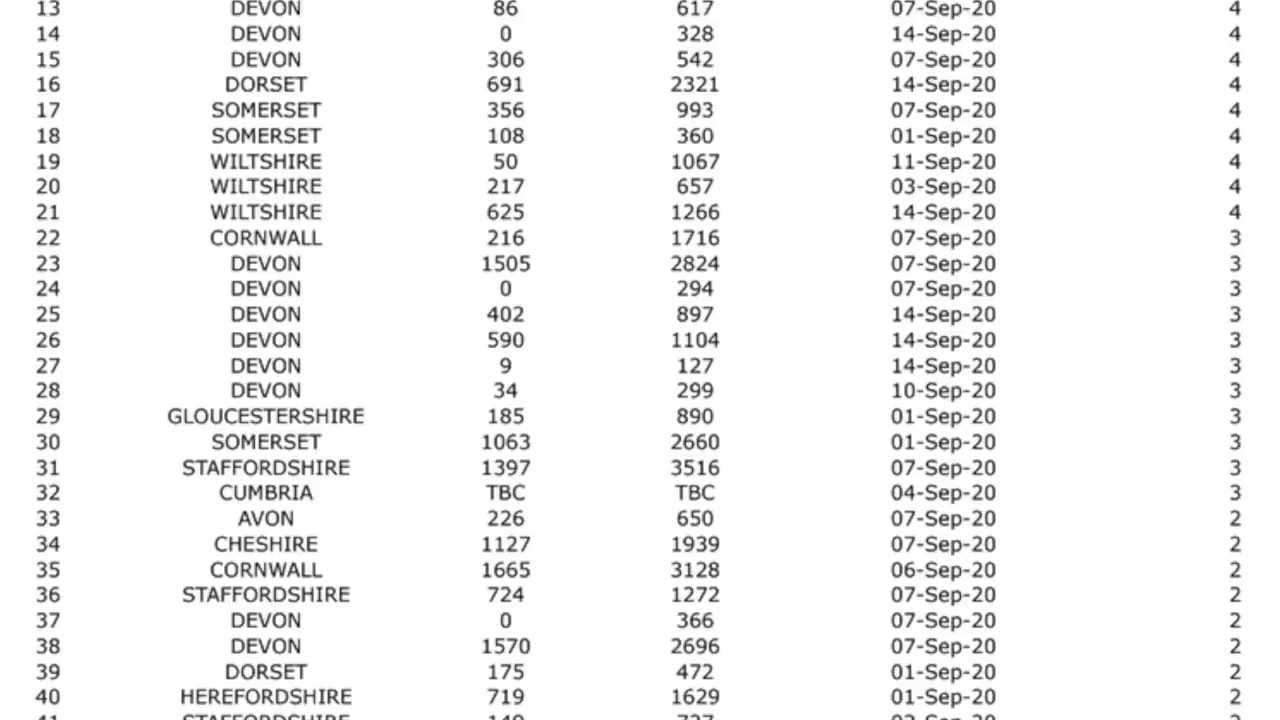 13 DEVON 86 617 07-Sep-20 4
14 DEVON 0 328 14-Sep-20 4
15 DEVON 306 542 07-Sep-20 4
16 DORSET 691 2321 14-Sep-20 4
17 SOMERSET 356 993 07-Sep-20 4
18 SOMERSET 108 360 01-Sep-20 4
19 WILTSHIRE 50 1067 11-Sep-20 4
20 WILTSHIRE 217 657 03-Sep-20 4
21 WILTSHIRE 625 1266 14-Sep-20 4
22 CORNWALL 216 1716 07-Sep-20 3
23 DEVON 1505 2824 07-Sep-20 3
24 DEVON 0 294 07-Sep-20 3
25 DEVON 402 897 14-Sep-20 3
26 DEVON 590 1104 14-Sep-20 3
27 DEVON 9 127 14-Sep-20 3
28 DEVON 34 299 10-Sep-20 3
29 GLOUCESTERSHIRE 185 890 01-Sep-20 3
30 SOMERSET 1063 2660 01-Sep-20 3
31 STAFFORDSHIRE 1397 3516 07-Sep-20 3
32 CUMBRIA TBC TBC 04-Sep-20 3
33 AVON 226 650 07-Sep-20 2
34 CHESHIRE 1127 1939 07-Sep-20 2
35 CORNWALL 1665 3128 06-Sep-20 2
36 STAFFORDSHIRE 724 1272 07-Sep-20 2
37 DEVON 0 366 07-Sep-20 2
38 DEVON 1570 2696 07-Sep-20 2
39 DORSET 175 472 01-Sep-20 2
40 HEREFORDSHIRE 719 1629 01-Sep-20 2
STAFFORDSHIRE